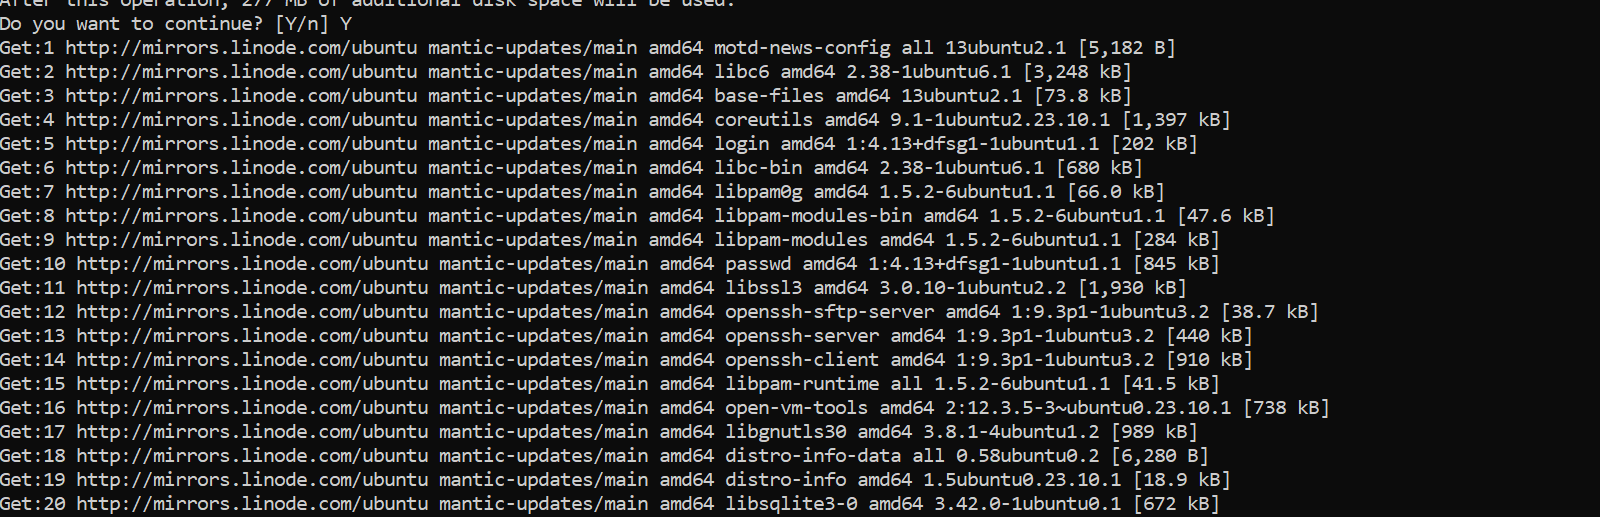 After this operation, 277 MB of additional disk space will be used.
Do you want to continue? [Y/n] Y
Get:1 http://mirrors.linode.com/ubuntu mantic-updates/main amd64 motd-news-config all 13ubuntu2.1 [5,182 B]
Get:2 http://mirrors.linode.com/ubuntu mantic-updates/main amd64 libc6 amd64 2.38-1ubuntu6.1 [3,248 kB]
Get:3 http://mirrors.linode.com/ubuntu mantic-updates/main amd64 base-files amd64 13ubuntu2.1 [73.8 kB]
Get:4 http://mirrors.linode.com/ubuntu mantic-updates/main amd64 coreutils amd64 9.1-1ubuntu2.23.10.1 [1,397 kB]
Get:5 http://mirrors.linode.com/ubuntu mantic-updates/main amd64 login amd64 1:4.13+dfsg1-1ubuntu1.1 [202 kB]
Get:6 http://mirrors.linode.com/ubuntu mantic-updates/main amd64 libc-bin amd64 2.38-1ubuntu6.1 [680 kB]
Get:7 http://mirrors.linode.com/ubuntu mantic-updates/main amd64 libpam0g amd64 1.5.2-6ubuntu1.1 [66.0 kB]
Get:8 http://mirrors.linode.com/ubuntu mantic-updates/main amd64 libpam-modules-bin amd64 1.5.2-6ubuntu1.1 [47.6 kB]
Get:9 http://mirrors.linode.com/ubuntu mantic-updates/main amd64 libpam-modules amd64 1.5.2-6ubuntu1.1 [284 kB]
Get:10 http://mirrors.linode.com/ubuntu mantic-updates/main amd64 passwd amd64 1:4.13+dfsg1-1ubuntu1.1 [845 kB]
Get:11 http://mirrors.linode.com/ubuntu mantic-updates/main amd64 libssl3 amd64 3.0.10-1ubuntu2.2 [1,930 kB]
Get:12 http://mirrors.linode.com/ubuntu mantic-updates/main amd64 openssh-sftp-server amd64 1:9.3p1-1ubuntu3.2 [38.7 kB]
Get:13 http://mirrors.linode.com/ubuntu mantic-updates/main amd64 openssh-server amd64 1:9.3p1-1ubuntu3.2 [440 kB]
Get:14 http://mirrors.linode.com/ubuntu mantic-updates/main amd64 openssh-client amd64 1:9.3p1-1ubuntu3.2 [910 kB]
Get:15 http://mirrors.linode.com/ubuntu mantic-updates/main amd64 libpam-runtime all 1.5.2-6ubuntu1.1 [41.5 kB]
Get:16 http://mirrors.linode.com/ubuntu mantic-updates/main amd64 open-vm-tools amd64 2:12.3.5-3~ubuntu0.23.10.1 [738 kB]
Get:17 http://mirrors.linode.com/ubuntu mantic-updates/main amd64 libgnutls30 amd64 3.8.1-4ubuntu1.2 [989 kB]
Get:18 http://mirrors.linode.com/ubuntu mantic-updates/main amd64 distro-info-data all 0.58ubuntu0.2 [6,280 B]
Get:19 http://mirrors.linode.com/ubuntu mantic-updates/main amd64 distro-info amd64 1.5ubuntu0.23.10.1 [18.9 kB]
Get:20 http://mirrors.linode.com/ubuntu mantic-updates/main amd64 libsqlite3-0 amd64 3.42.0-1ubuntu0.1 [672 kB]